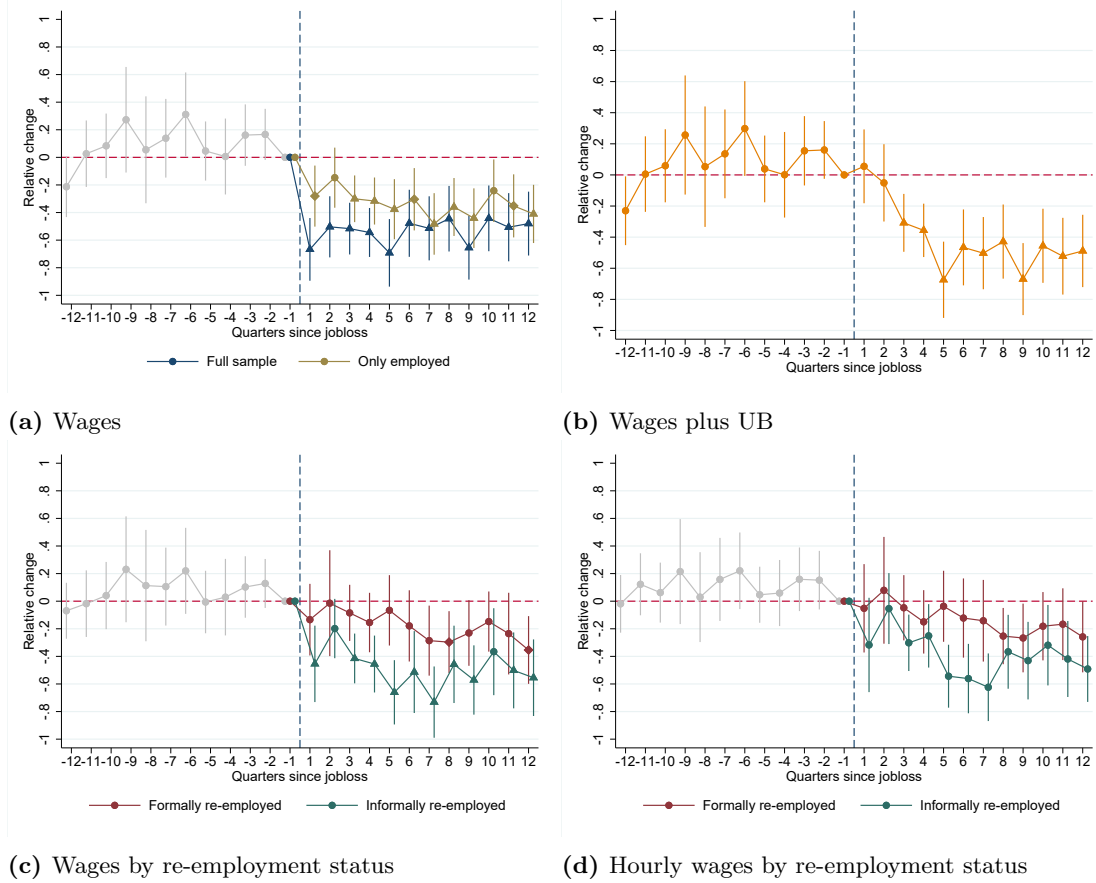 1
.8
.6
.4
.2
0
-.2
-.4
-.6
-.8
-1
Relative change
-12 -11 -10 -9 -8 -7 -6 -5 -4 -3 -2 -1 1 2 3 4 5 6 7 8 9 10 11 12
Quarters since jobloss
Full sample Only employed
(a) Wages
1
.8
.6
.4
.2
0
-.2
-.4
-.6
-.8
-1
Relative change
-12 -11 -10 -9 -8 -7 -6 -5 -4 -3 -2 -1 1 2 3 4 5 6 7 8 9 10 11 12
Quarters since jobloss
(b) Wages plus UB
1
.8
.6
.4
.2
0
-.2
-.4
-.6
-.8
-1
Relative change
-12 -11 -10 -9 -8 -7 -6 -5 -4 -3 -2 -1 1 2 3 4 5 6 7 8 9 10 11 12
Quarters since jobloss
Formally re-employed Informally re-employed
(c) Wages by re-employment status
1
.8
.6
.4
.2
0
-.2
-.4
-.6
-.8
-1
Relative change
-12 -11 -10 -9 -8 -7 -6 -5 -4 -3 -2 -1 1 2 3 4 5 6 7 8 9 10 11 12
Quarters since jobloss
Formally re-employed Informally re-employed
(d) Hourly wages by re-employment status